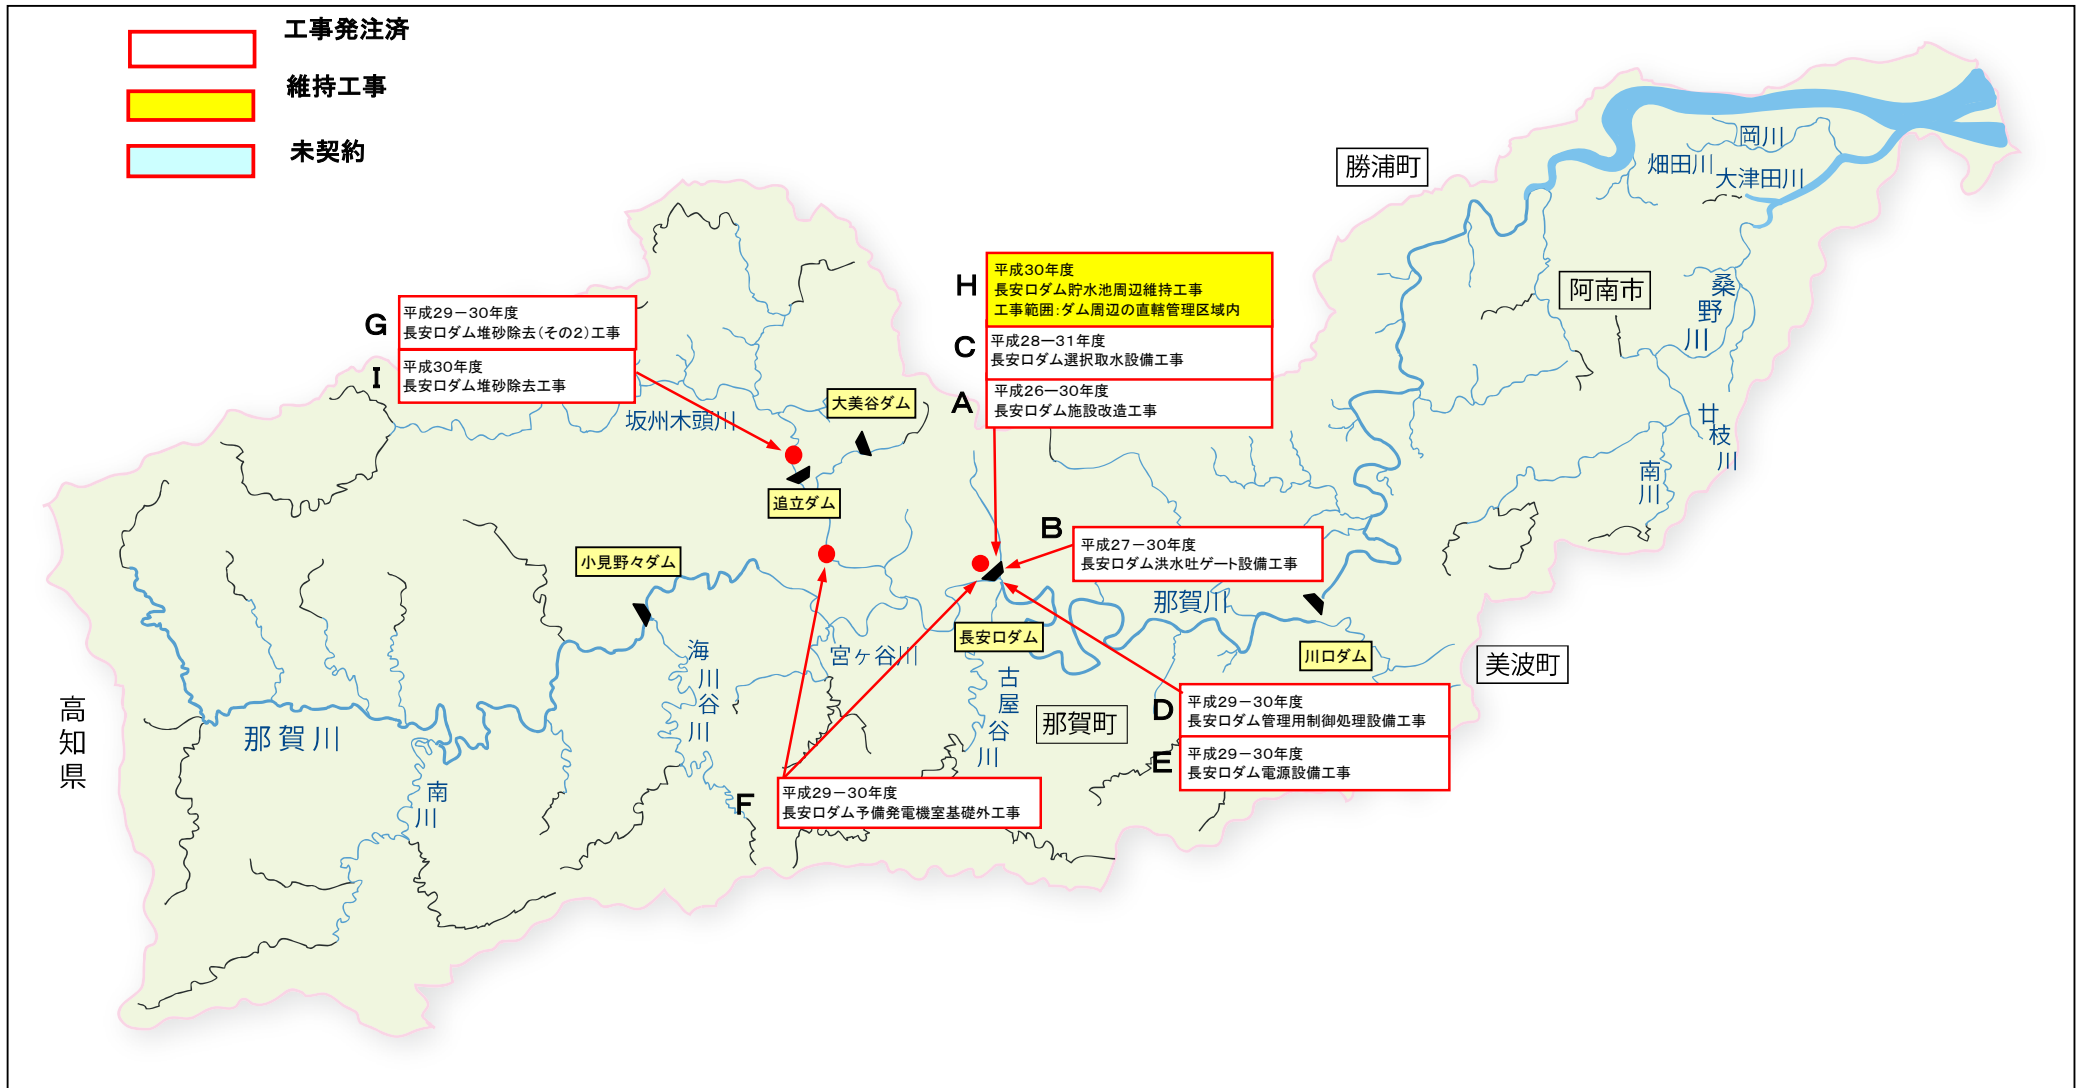 工事発注済
維持工事
未契約
勝浦町
岡川
畑田川
大津田川
阿南市
桑野川
廿枝川
南川
H
平成30年度
長安口ダム貯水池周辺維持工事
工事範囲:ダム周辺の直轄管理区域内
C
平成28ー31年度
長安口ダム選択取水設備工事
A
平成26ー30年度
長安口ダム施設改造工事
G
平成29－30年度
長安口ダム堆砂除去(その2)工事
I
平成30年度
長安口ダム堆砂除去工事
坂州木頭川
大美谷ダム
追立ダム
小見野々ダム
B
平成27－30年度
長安口ダム洪水吐ゲート設備工事
那賀川
長安口ダム
川口ダム
美波町
宮ヶ谷川
海川谷川
古屋谷川
那賀町
D
平成29－30年度
長安口ダム管理用制御処理設備工事
E
平成29－30年度
長安口ダム電源設備工事
F
平成29－30年度
長安口ダム予備発電機室基礎外工事
高知県
那賀川
南川